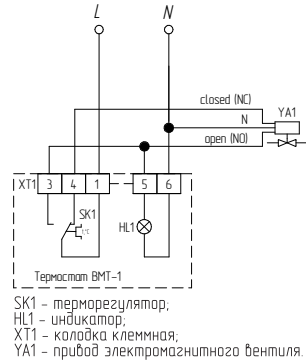 L N
closed (NC)
YA1
N
open (NO)
XT1 3 4 1 5 6
SK1
t,°C
HL1
Термостат ВМТ-1
SK1 – терморегулятор;
HL1 – индикатор;
XT1 – колодка клеммная;
YA1 – привод электромагнитного вентиля.